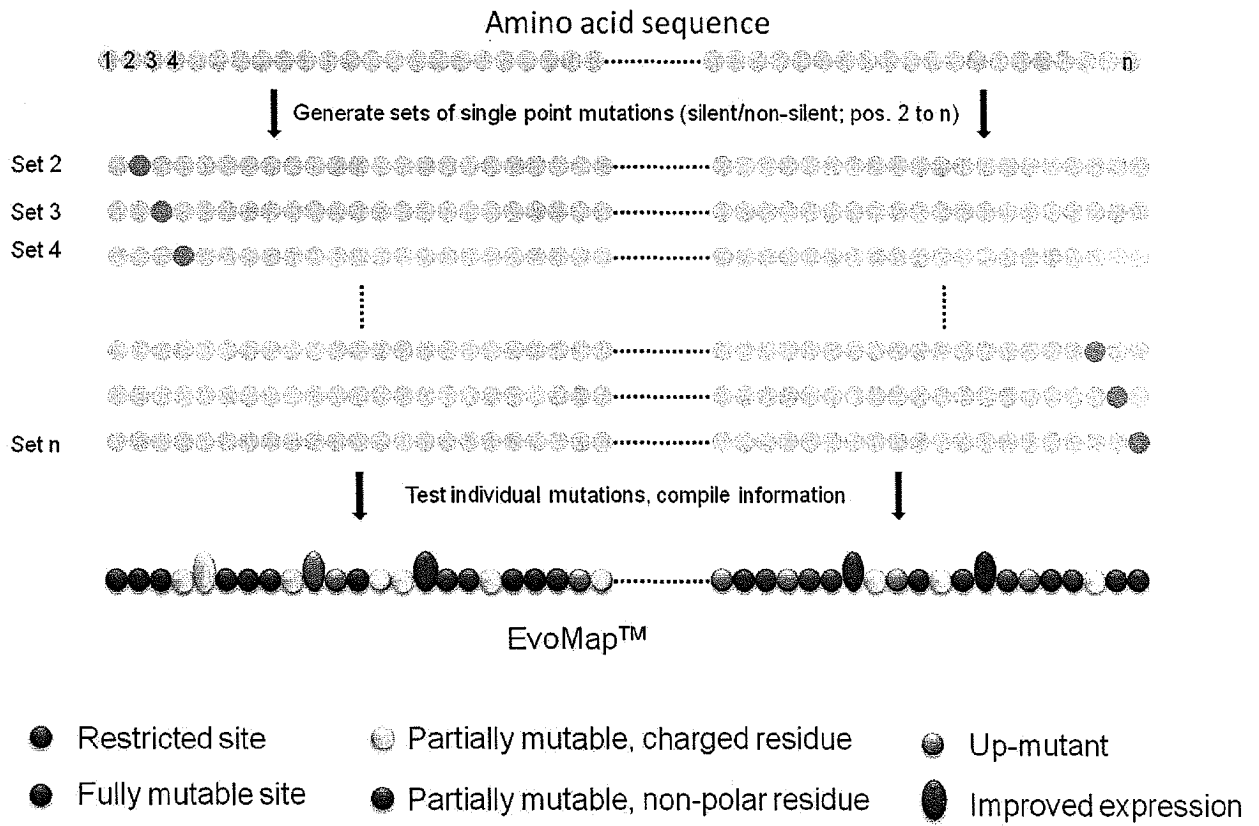 Amino acid sequence
1 2 3 4 n
Generate sets of single point mutations (silent/non-silent; pos. 2 to n)
Set 2
Set 3
Set 4
Set n
Test individual mutations, compile information
EvoMap™
Restricted site
Partially mutable, charged residue
Up-mutant
Fully mutable site
Partially mutable, non-polar residue
Improved expression